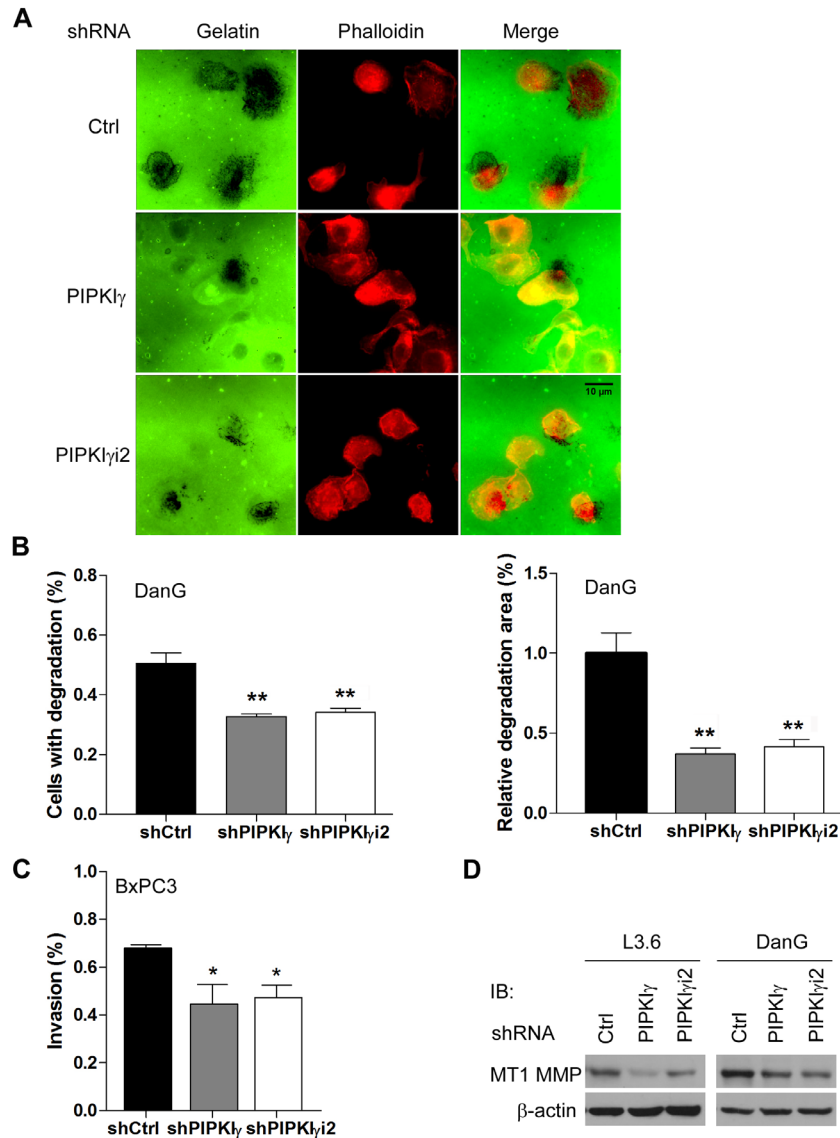 A
shRNA Gelatin Phalloidin Merge
Ctrl
PIPKIγ
10 µm
PIPKIγi2
B
Cells with degradation (%)
0.8
0.6
0.4
0.2
0.0
DanG
**
**
shCtrl shPIPKIγ shPIPKIγi2
Relative degradation area (%)
1.5
1.0
0.5
0.0
DanG
**
**
shCtrl shPIPKIγ shPIPKIγi2
C
Invasion (%)
1.0
0.8
0.6
0.4
0.2
0.0
BxPC3
*
*
shCtrl shPIPKIγ shPIPKIγi2
D
L3.6 DanG
IB:
shRNA
Ctrl PIPKIγ PIPKIγi2 Ctrl PIPKIγ PIPKIγi2
MT1 MMP
β-actin